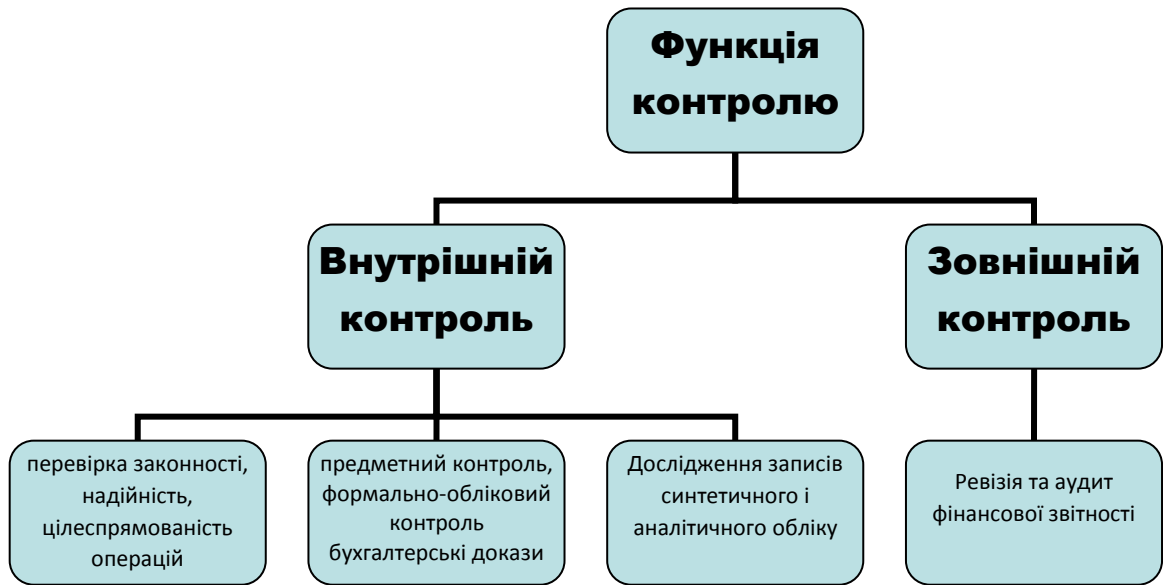 Функція
контролю
Внутрішній
контроль
Зовнішній
контроль
перевірка законності,
надійність,
цілеспрямованість
операцій
предметний контроль,
формально-обліковий
контроль
бухгалтерські докази
Дослідження записів
синтетичного і
аналітичного обліку
Ревізія та аудит
фінансової звітності